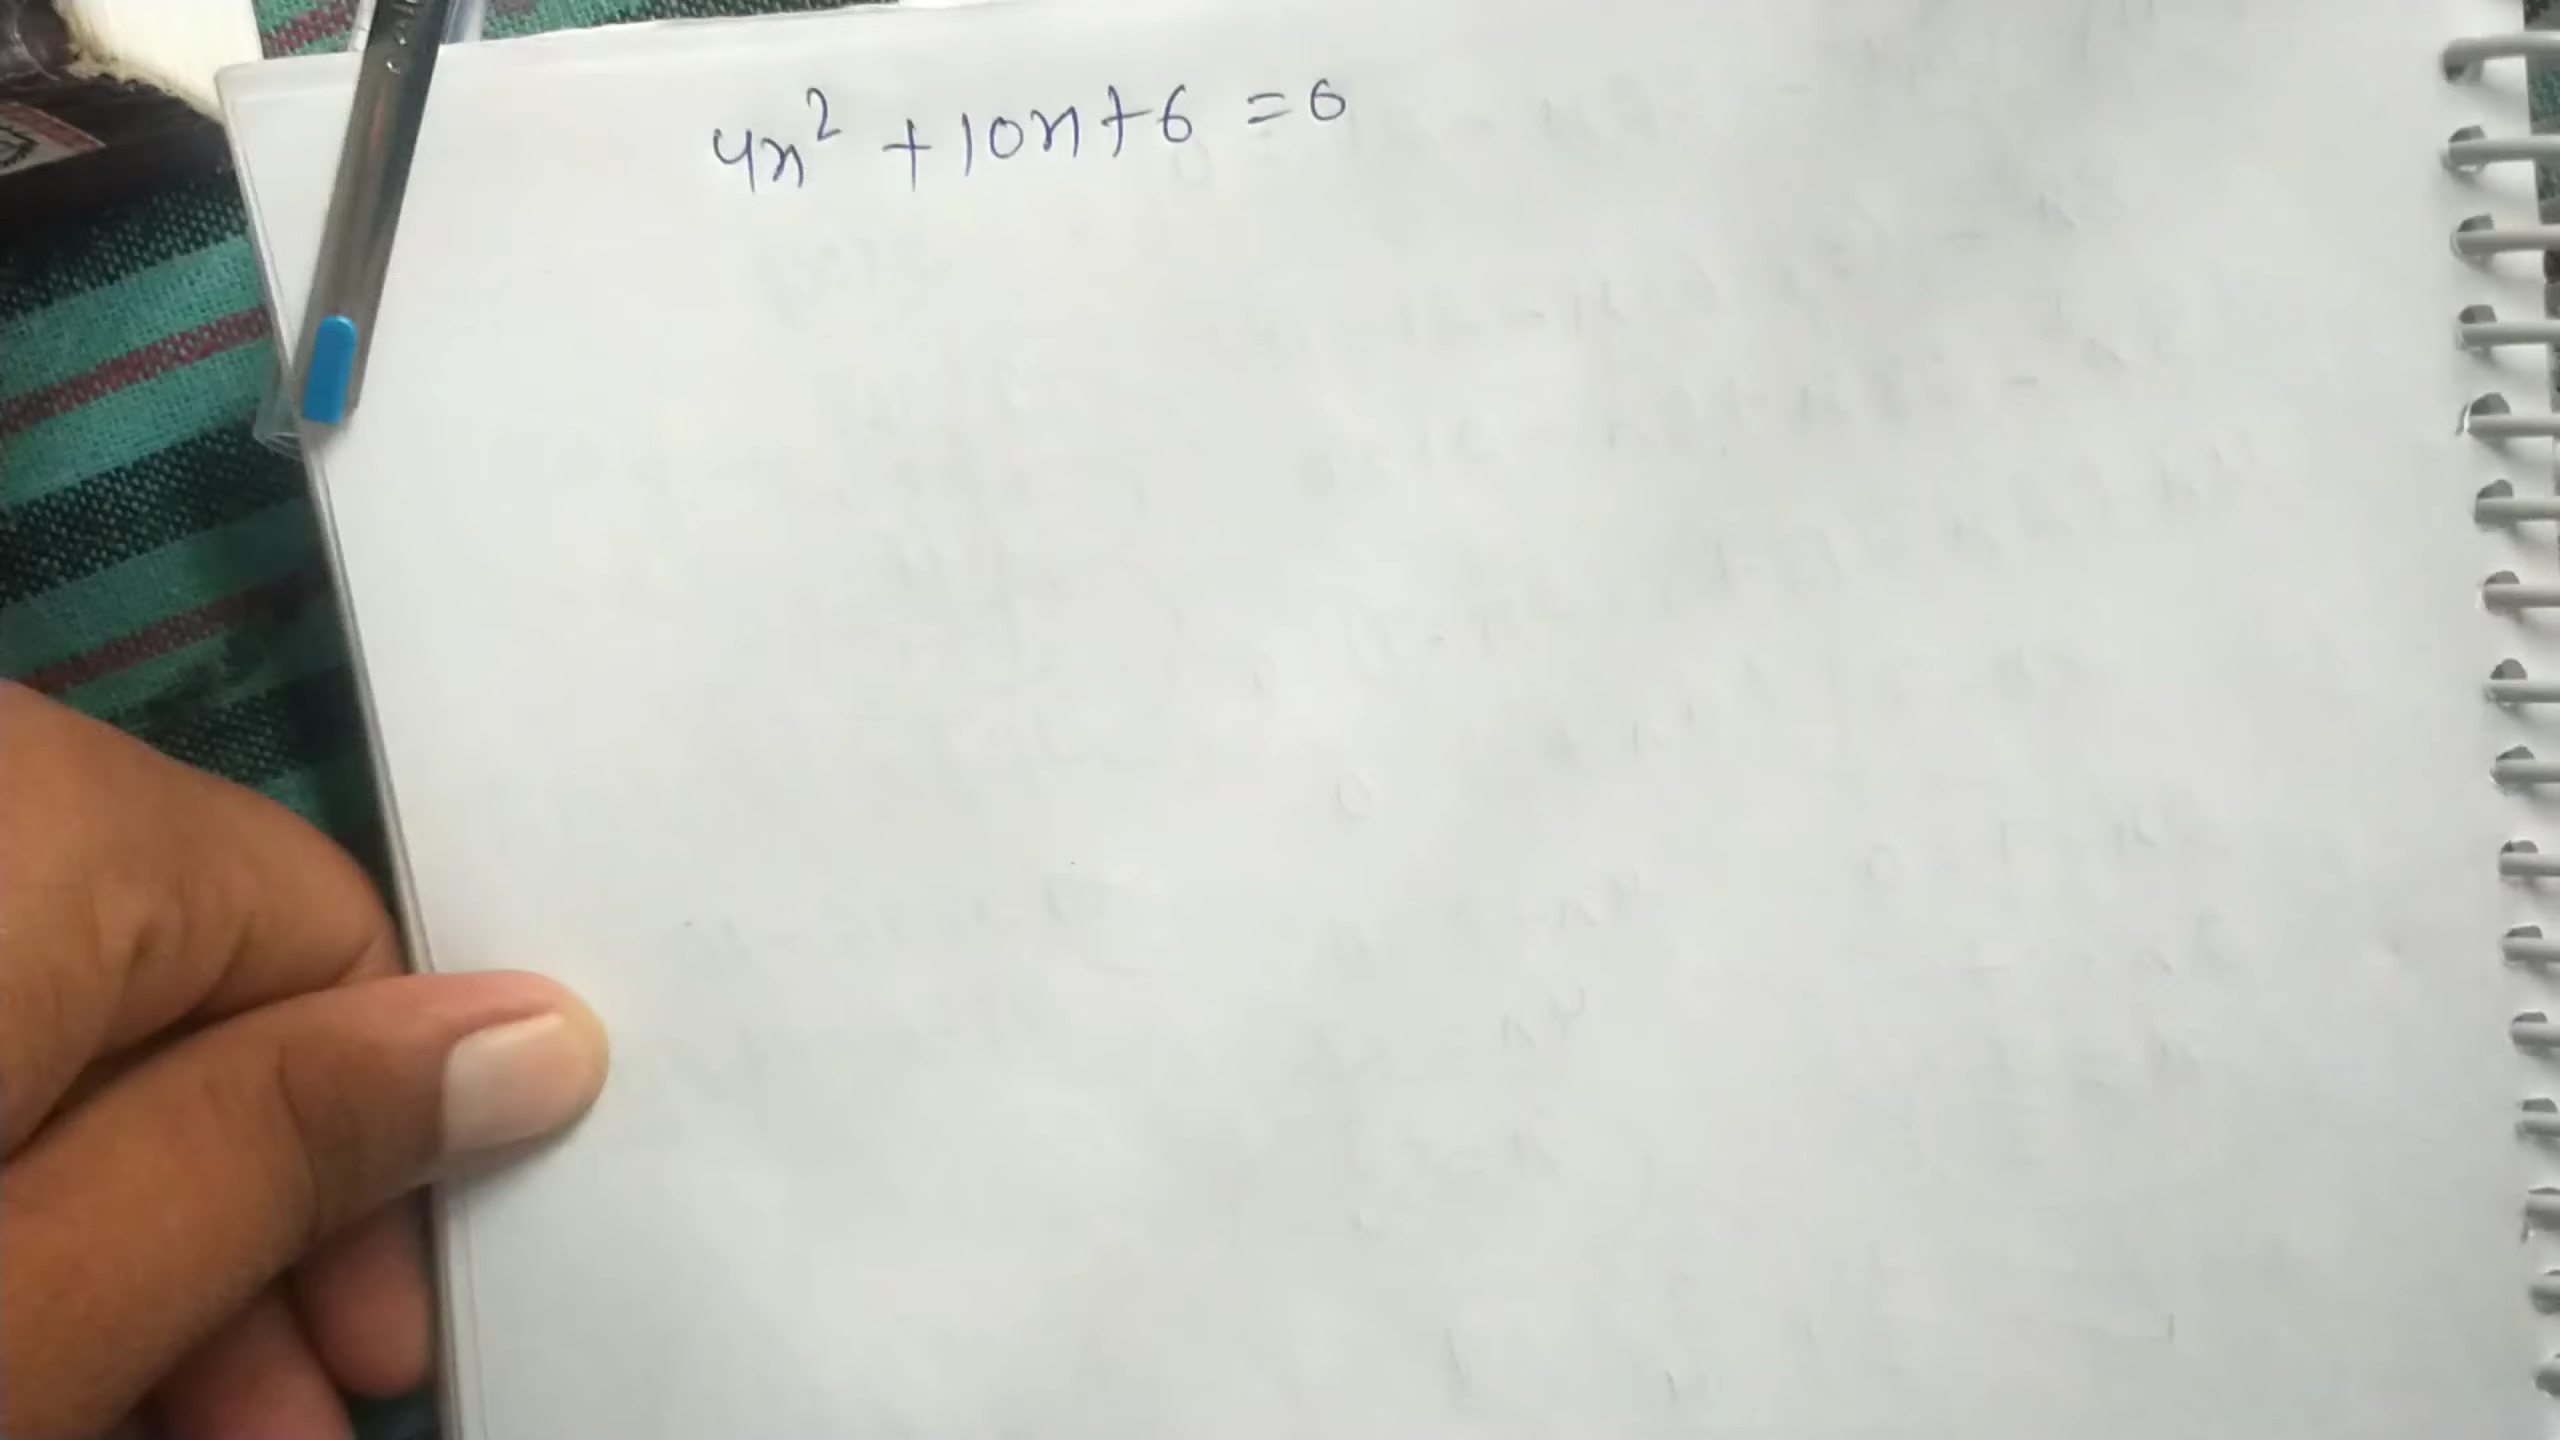 4x² + 10x + 6 = 0